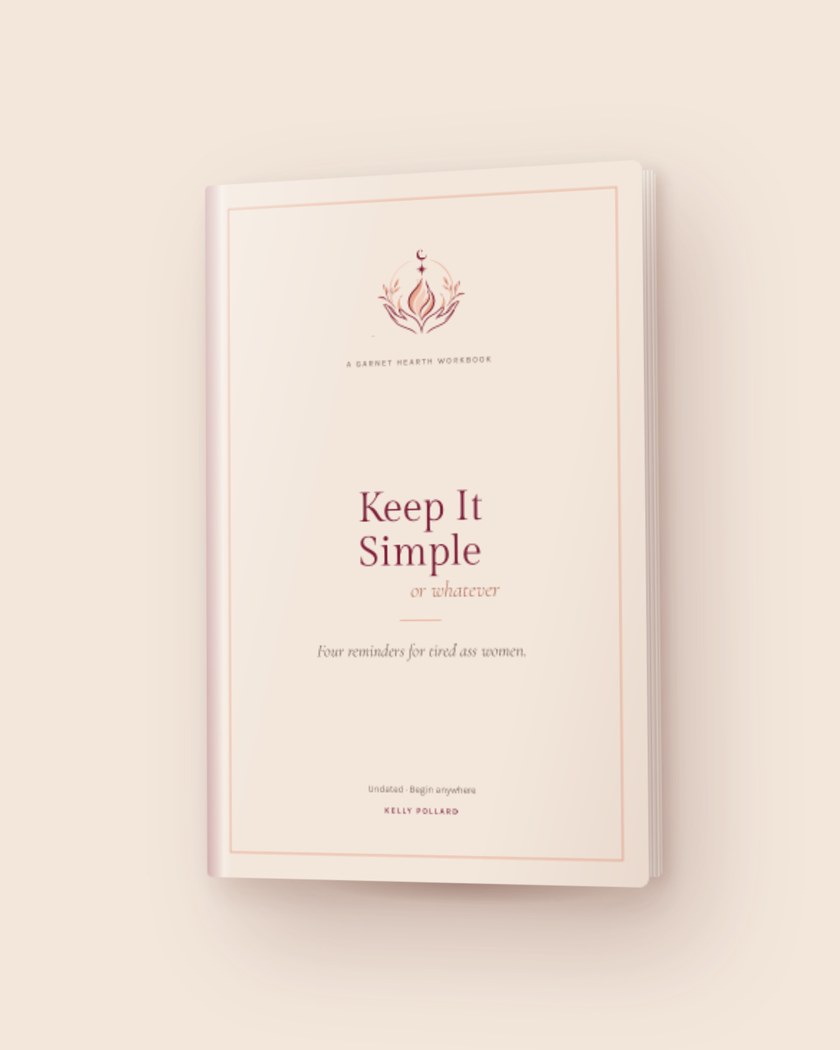 A GARNET HEARTH WORKBOOK
Keep It
Simple
or whatever
Four reminders for tired ass women.
Undated · Begin anywhere
KELLY POLLARD